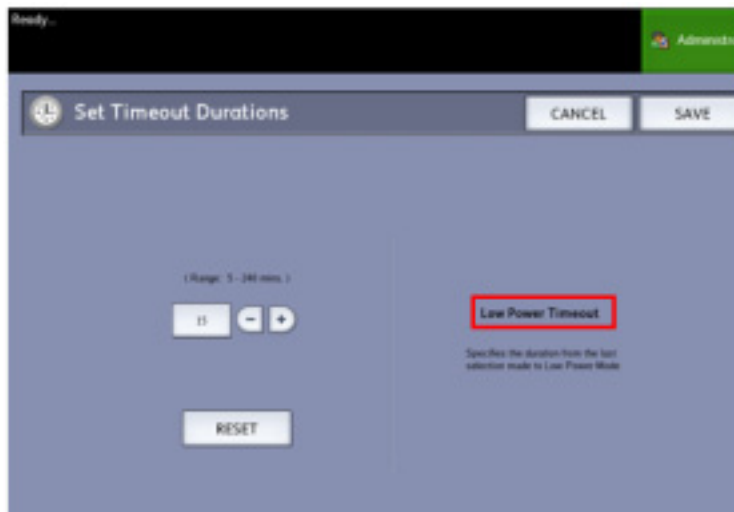 Ready...
Administr
Set Timeout Durations
CANCEL
SAVE
( Range: 5 - 240 mins. )
15
-
+
Low Power Timeout
Specifies the duration from the last
selection made to Low Power Mode
RESET